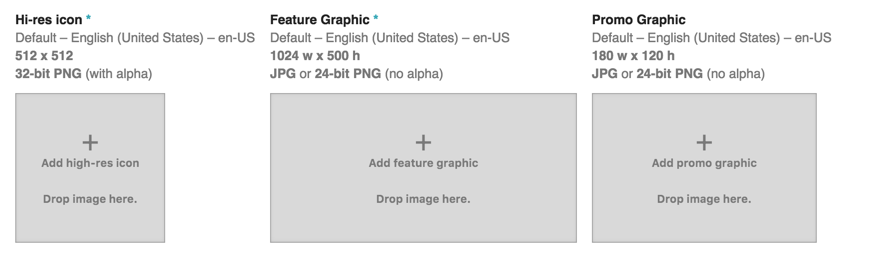 Hi-res icon *
Default – English (United States) – en-US
512 x 512
32-bit PNG (with alpha)
+
Add high-res icon
Drop image here.
Feature Graphic *
Default – English (United States) – en-US
1024 w x 500 h
JPG or 24-bit PNG (no alpha)
+
Add feature graphic
Drop image here.
Promo Graphic
Default – English (United States) – en-US
180 w x 120 h
JPG or 24-bit PNG (no alpha)
+
Add promo graphic
Drop image here.